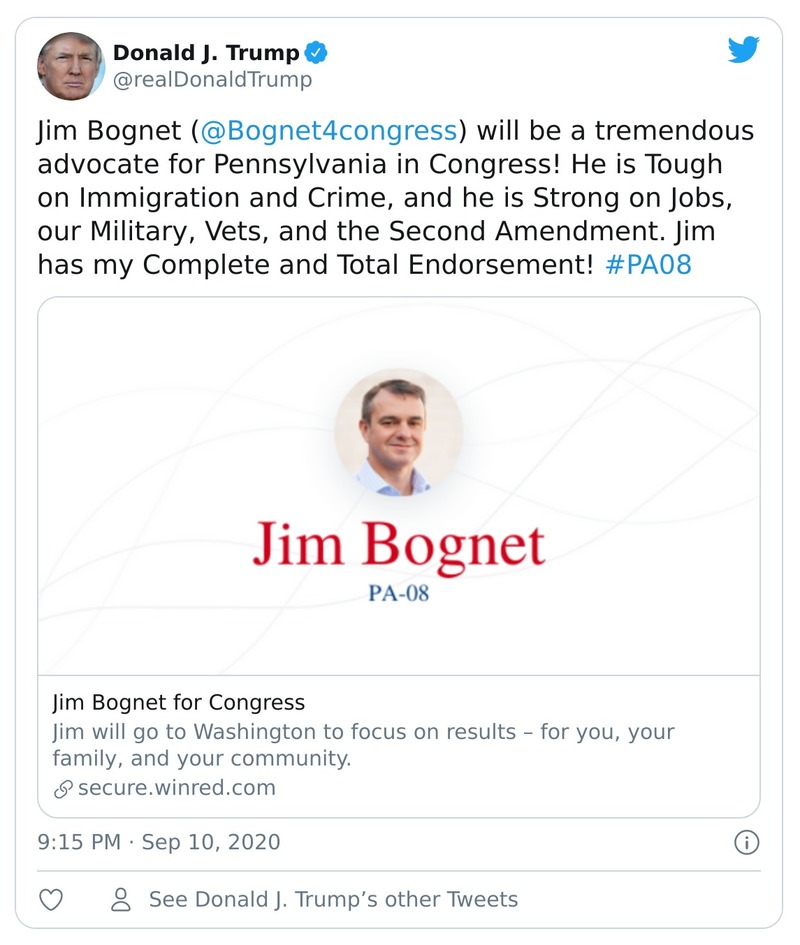 Donald J. Trump
@realDonaldTrump
Jim Bognet (@Bognet4congress) will be a tremendous
advocate for Pennsylvania in Congress! He is Tough
on Immigration and Crime, and he is Strong on Jobs,
our Military, Vets, and the Second Amendment. Jim
has my Complete and Total Endorsement! #PA08
Jim Bognet
PA-08
Jim Bognet for Congress
Jim will go to Washington to focus on results – for you, your
family, and your community.
secure.winred.com
9:15 PM · Sep 10, 2020
See Donald J. Trump’s other Tweets